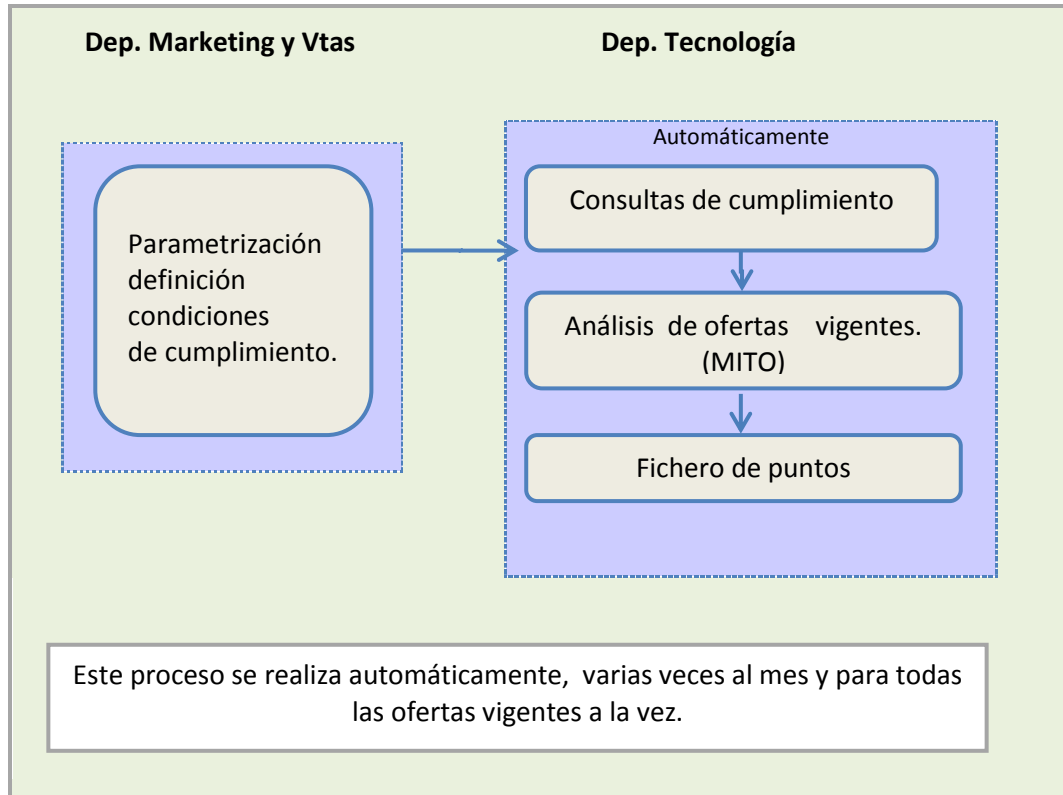 Dep. Marketing y Vtas
Dep. Tecnología
Parametrización
definición
condiciones
de cumplimiento.
Automáticamente
Consultas de cumplimiento
Análisis de ofertas vigentes.
(MITO)
Fichero de puntos
Este proceso se realiza automáticamente, varias veces al mes y para todas
las ofertas vigentes a la vez.